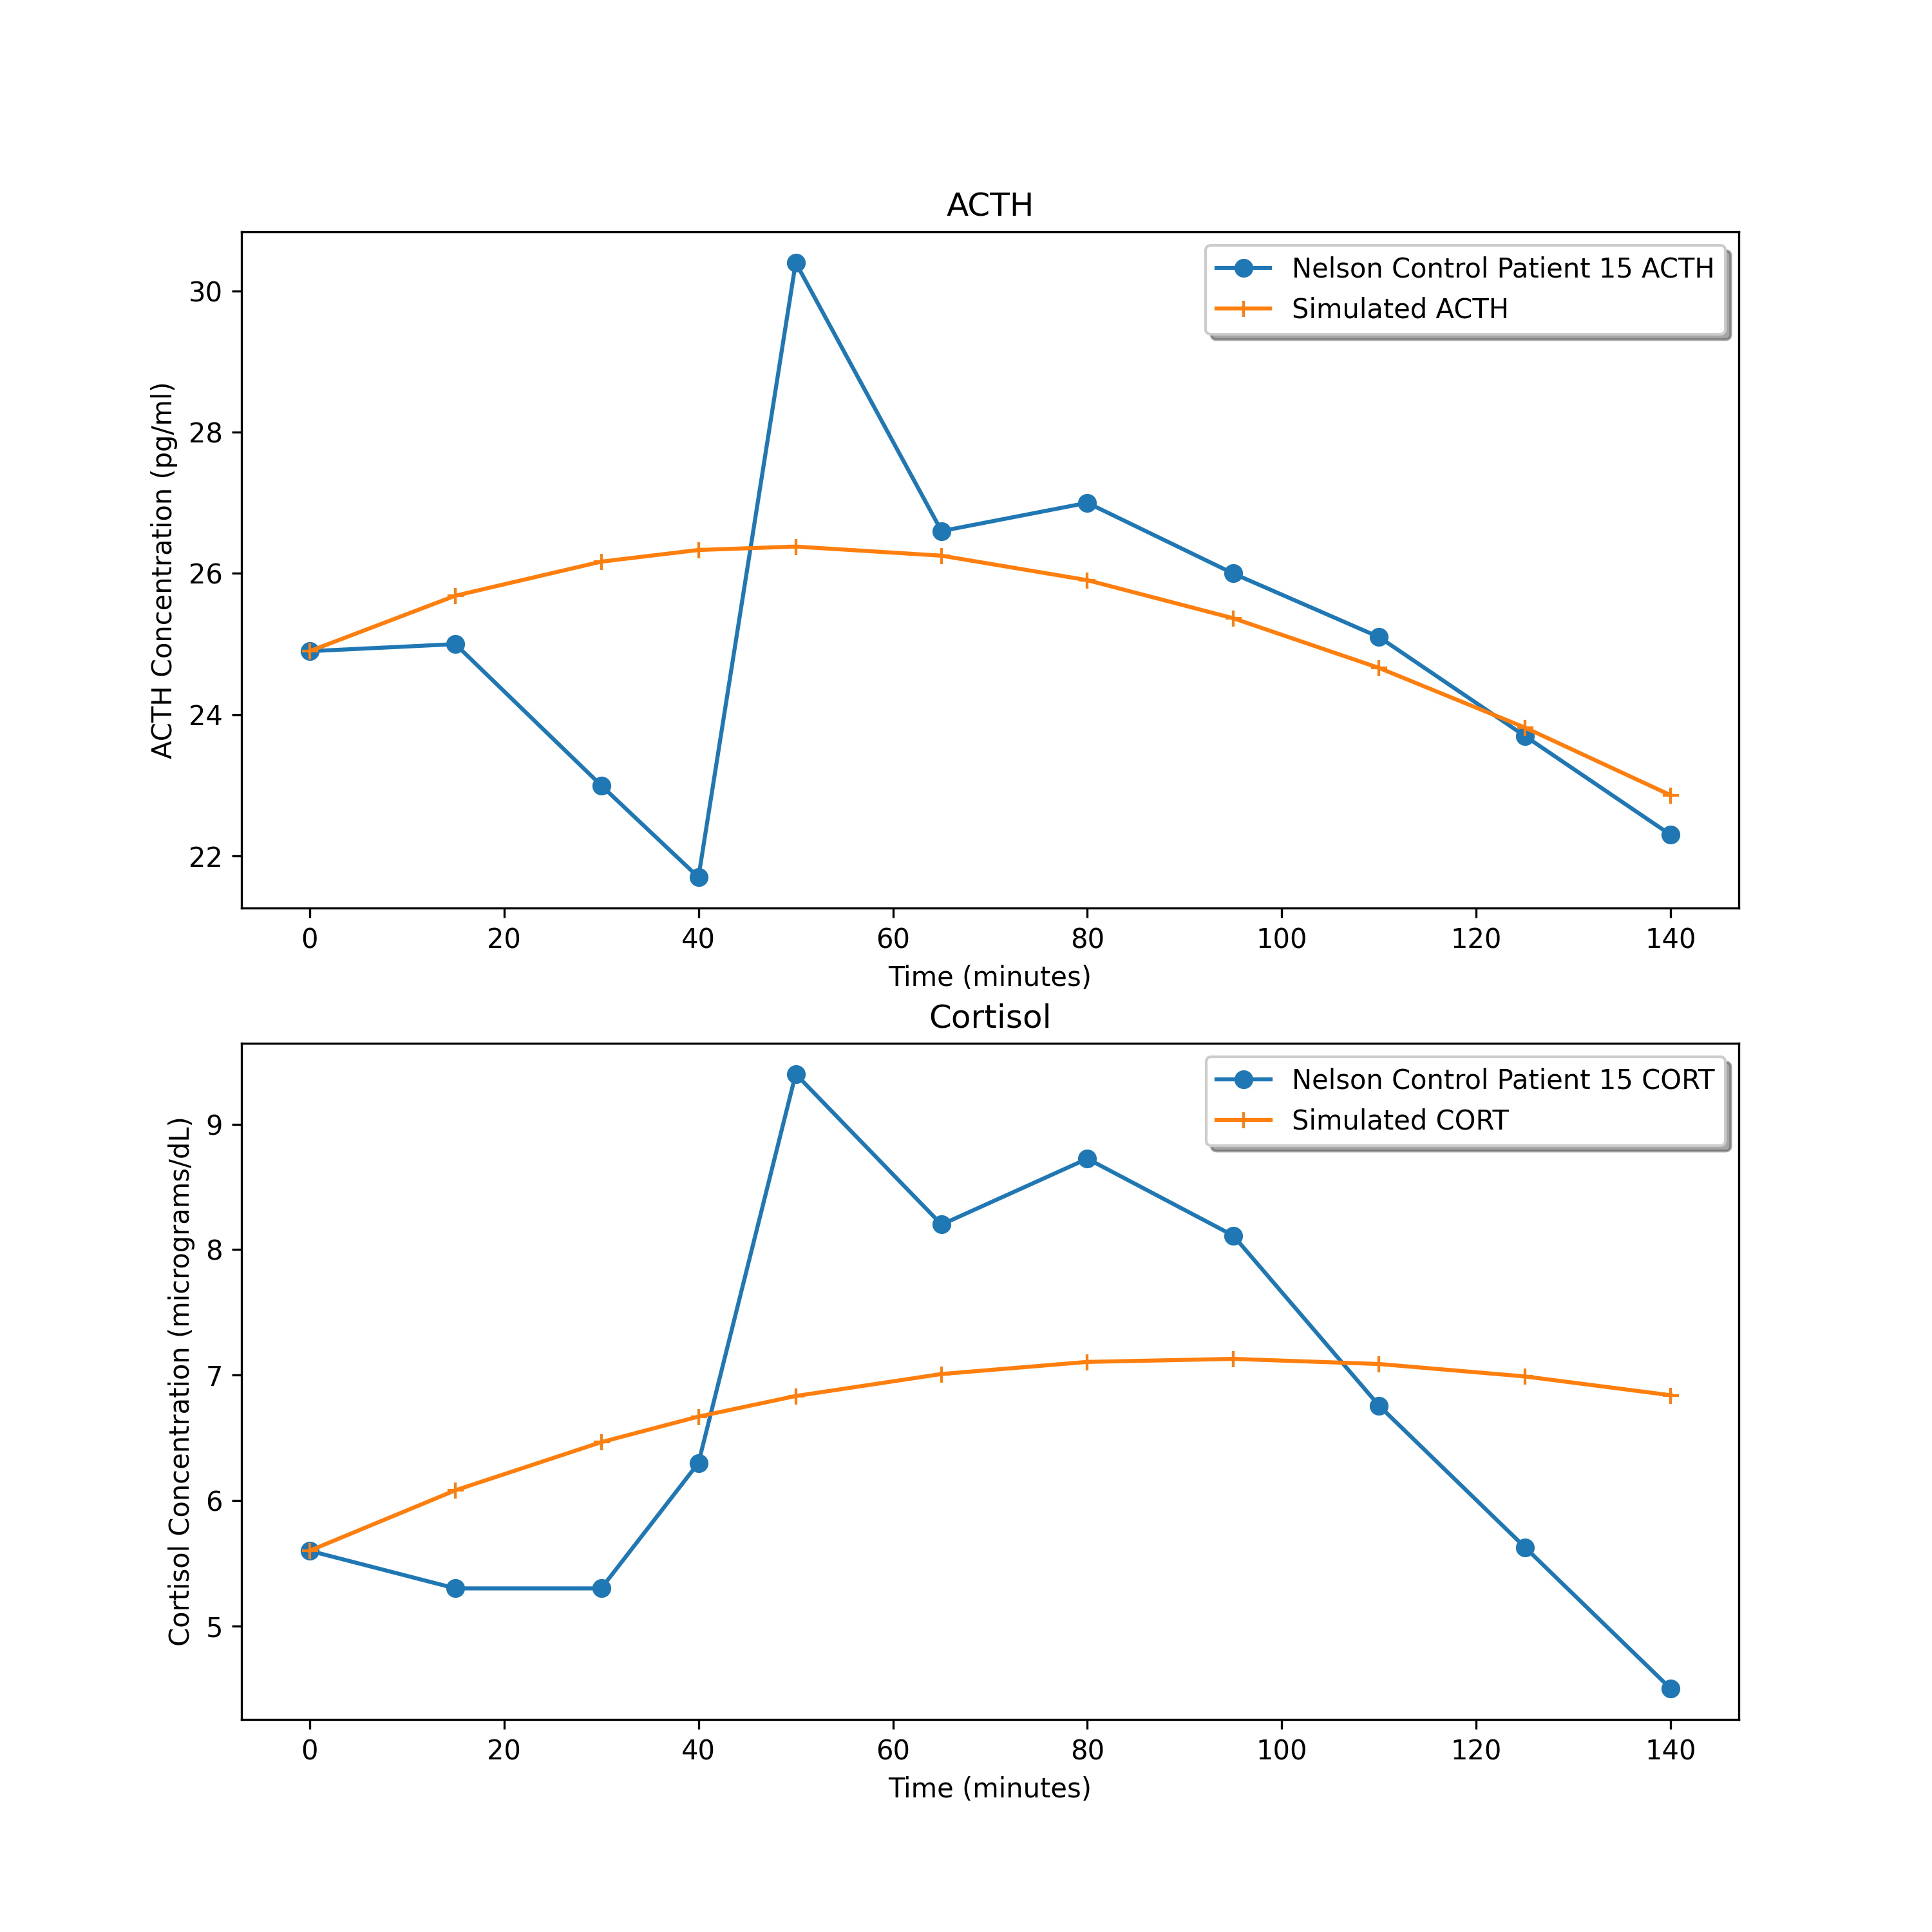 ACTH
Nelson Control Patient 15 ACTH
Simulated ACTH
ACTH Concentration (pg/ml)
30
28
26
24
22
0 20 40 60 80 100 120 140
Time (minutes)
Cortisol
Nelson Control Patient 15 CORT
Simulated CORT
Cortisol Concentration (micrograms/dL)
9
8
7
6
5
0 20 40 60 80 100 120 140
Time (minutes)